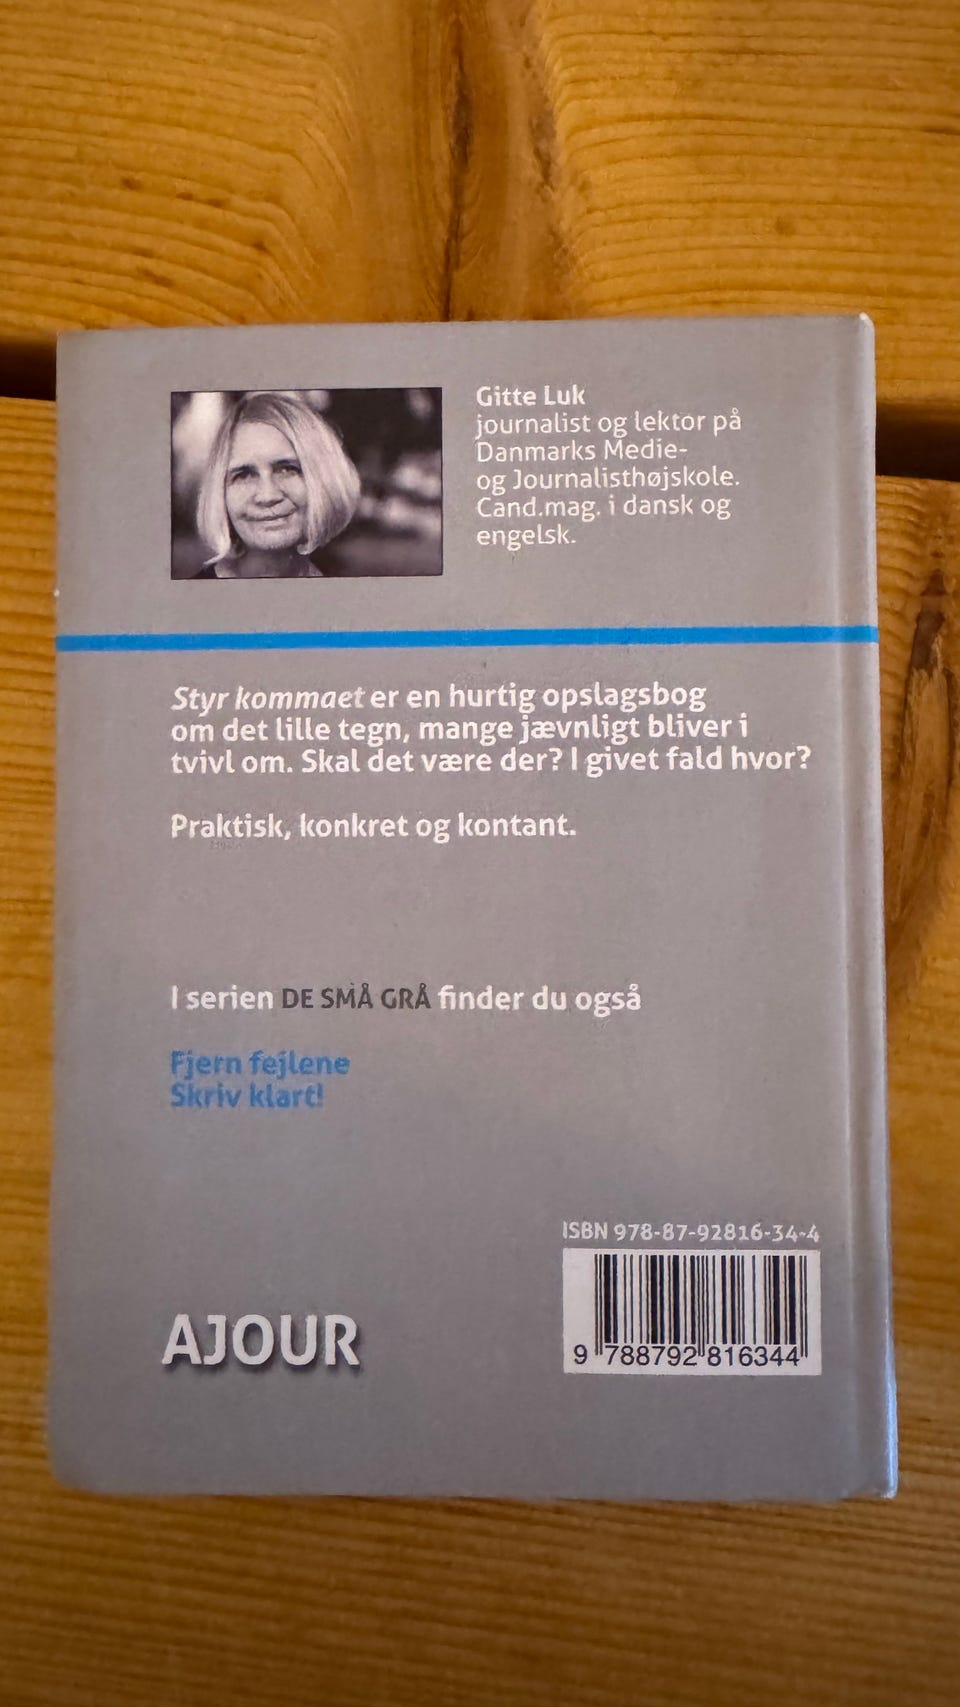 Gitte Luk
journalist og lektor på
Danmarks Medie-
og Journalisthøjskole.
Cand.mag. i dansk og
engelsk.
Styr kommaet er en hurtig opslagsbog
om det lille tegn, mange jævnligt bliver i
tvivl om. Skal det være der? I givet fald hvor?
Praktisk, konkret og kontant.
I serien DE SMÅ GRÅ finder du også
Fjern fejlene
Skriv klart!
ISBN 978-87-92816-34-4
AJOUR
9 788792 816344